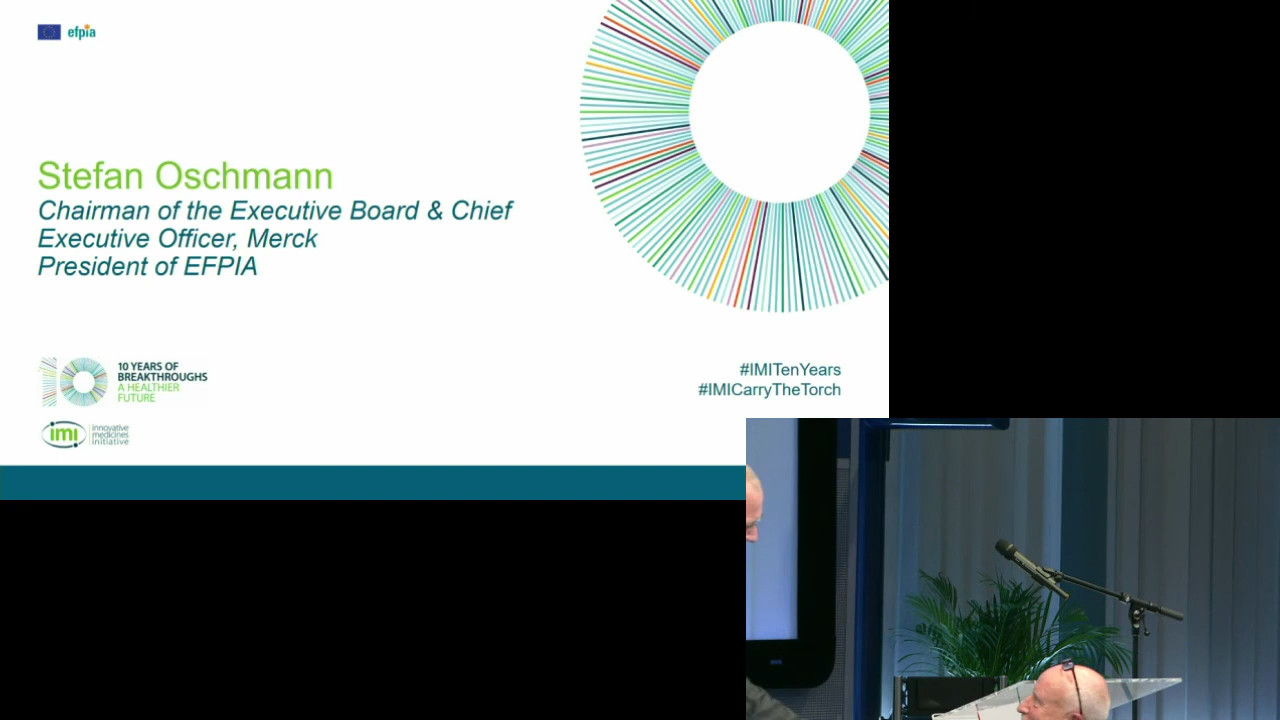 efpia
Stefan Oschmann
Chairman of the Executive Board & Chief
Executive Officer, Merck
President of EFPIA
10 YEARS OF
BREAKTHROUGHS
A HEALTHIER
FUTURE
#IMITenYears
#IMICarryTheTorch
imi
innovative
medicines
initiative